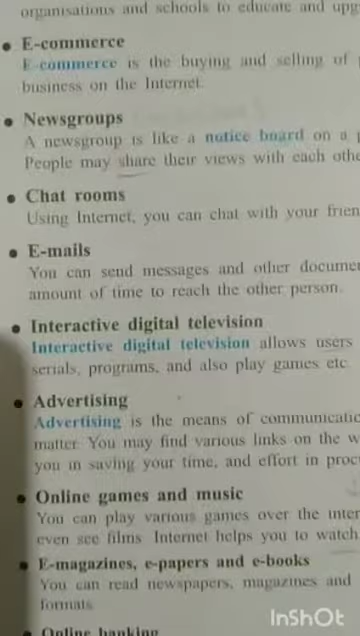 organisations and schools to educate and upg
E-commerce
E-commerce is the buying and selling of
business on the Internet.
Newsgroups
A newsgroup is like a notice board on a
People may share their views with each othe
Chat rooms
Using Internet, you can chat with your frien
E-mails
You can send messages and other documen
amount of time to reach the other person.
Interactive digital television
Interactive digital television allows users
serials, programs, and also play games etc.
Advertising
Advertising is the means of communicatio
matter. You may find various links on the w
you in saving your time, and effort in proc
Online games and music
You can play various games over the inter
even see films. Internet helps you to watch
E-magazines, e-papers and e-books
You can read newspapers, magazines and
formats.
Online banking
InShOt